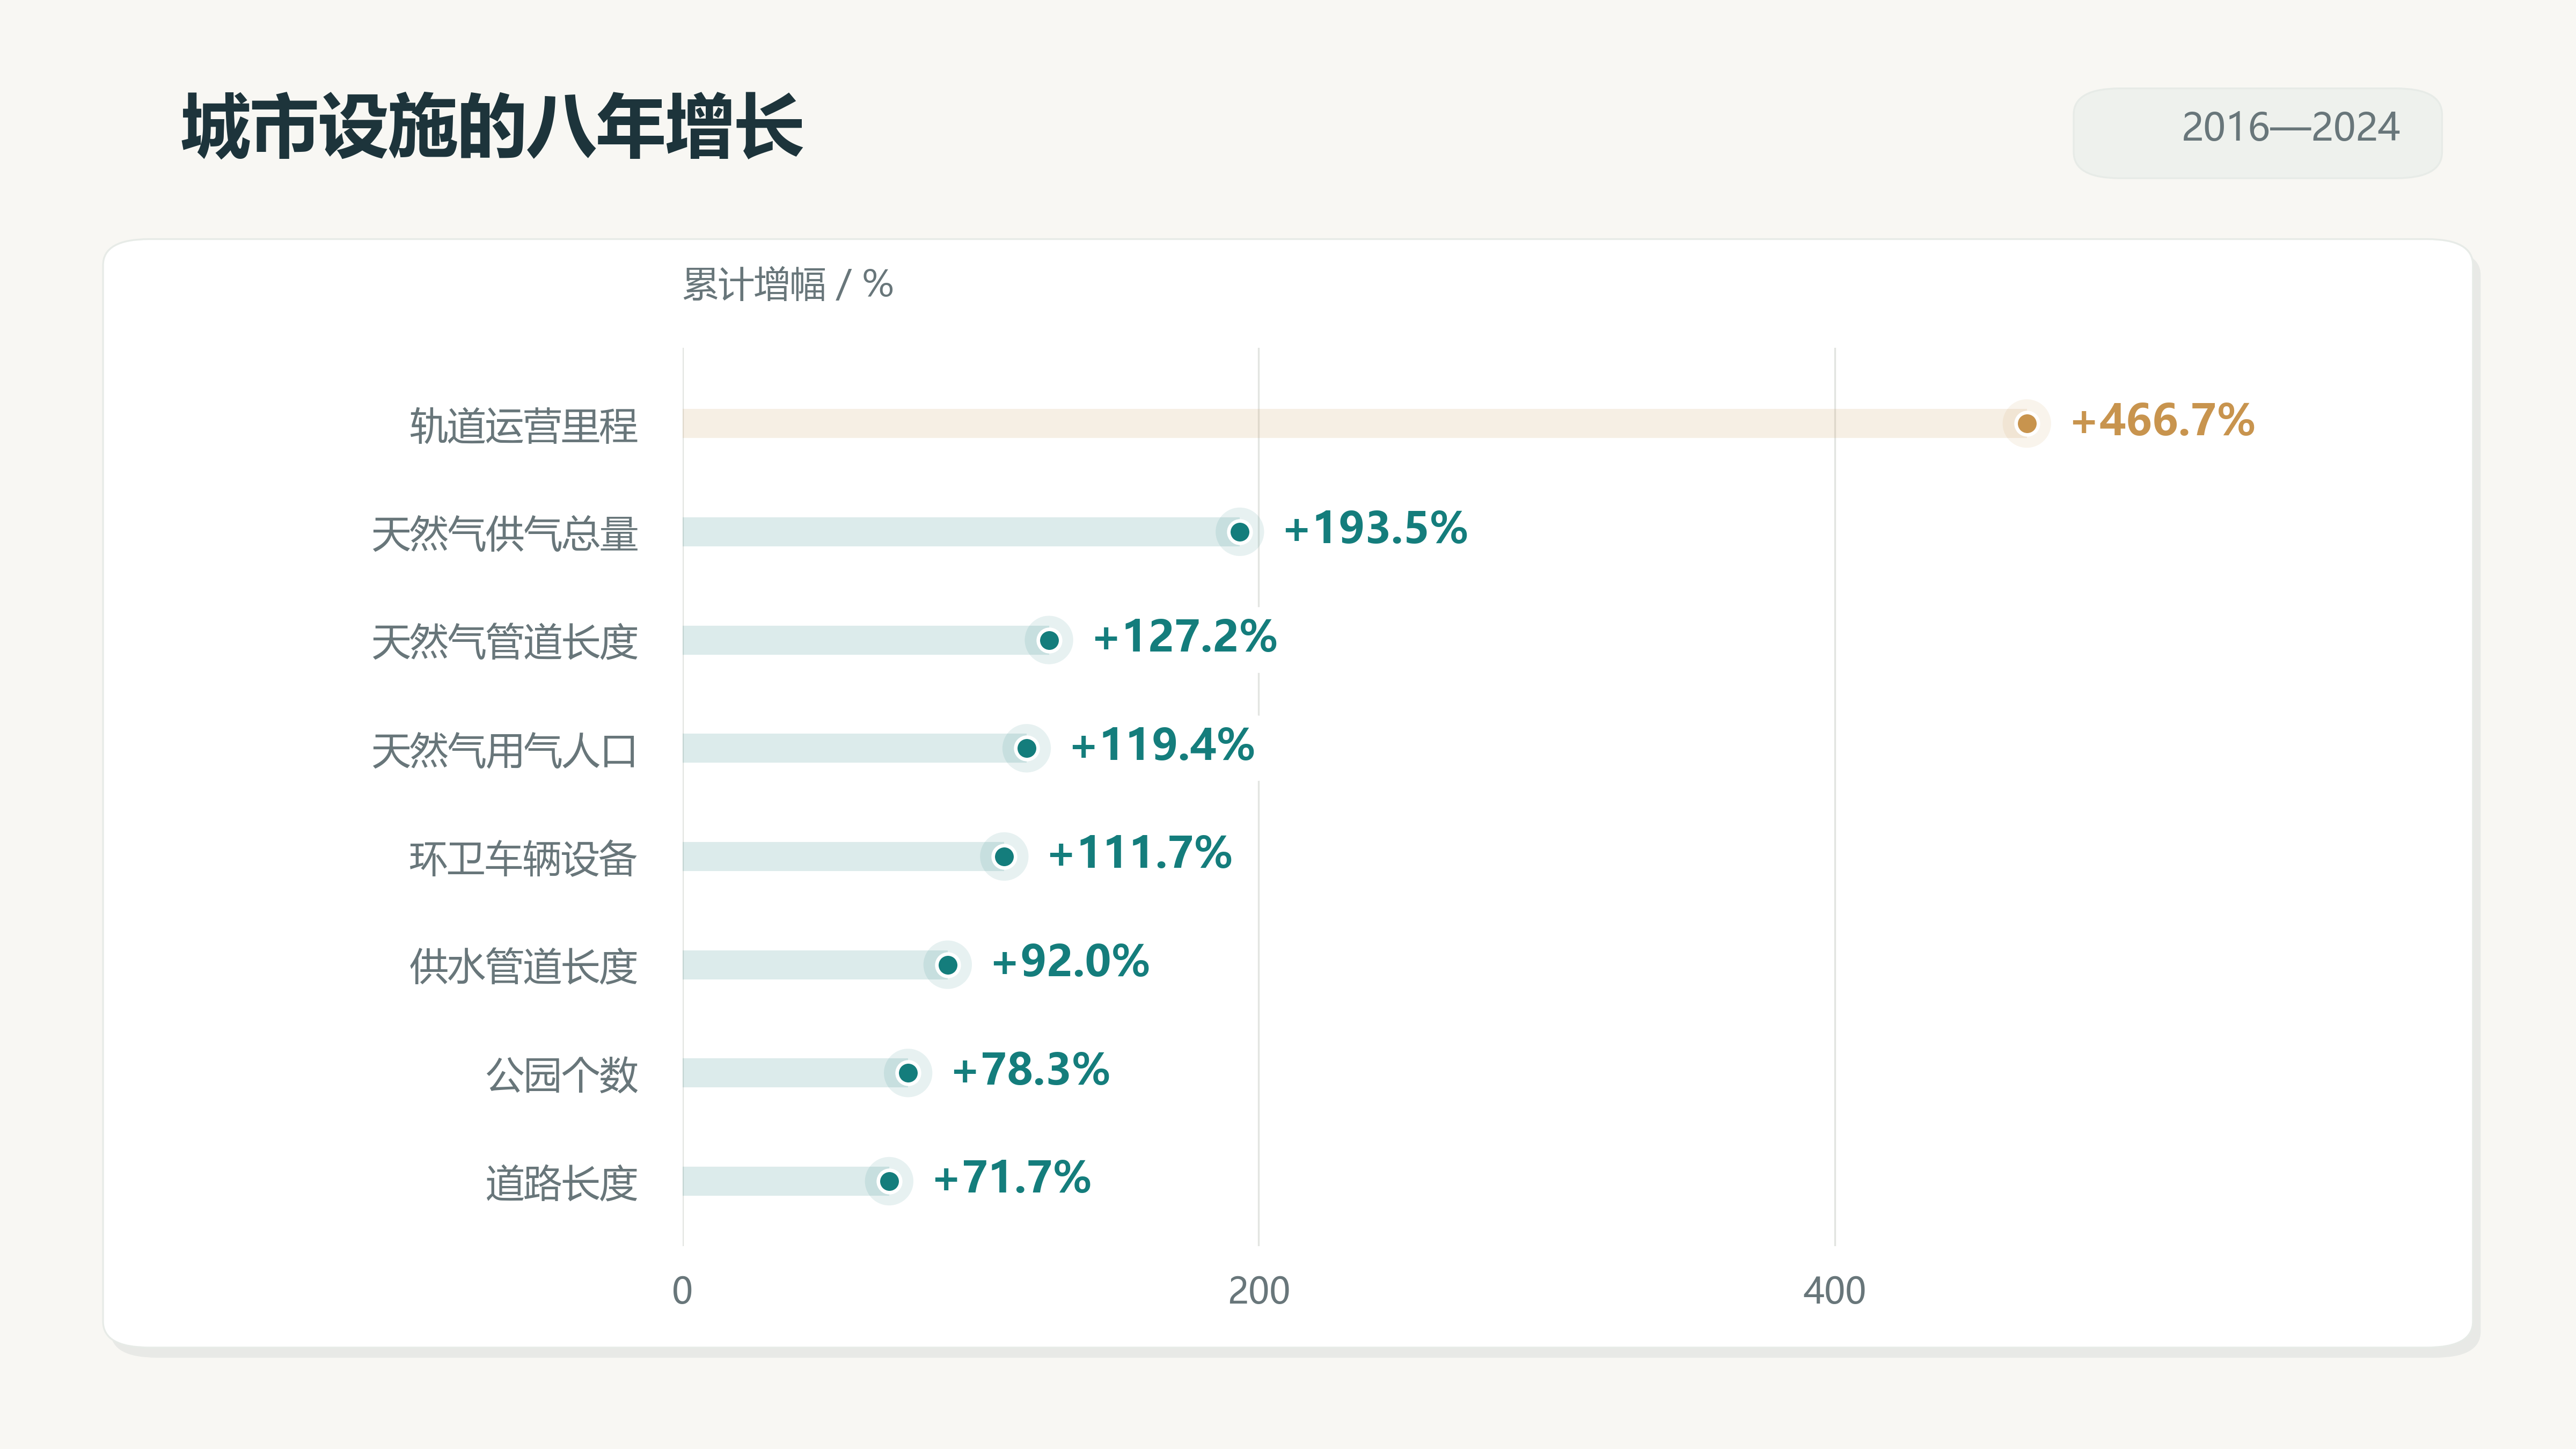 城市设施的八年增长
2016—2024
累计增幅 / %
轨道运营里程 +466.7%
天然气供气总量 +193.5%
天然气管道长度 +127.2%
天然气用气人口 +119.4%
环卫车辆设备 +111.7%
供水管道长度 +92.0%
公园个数 +78.3%
道路长度 +71.7%
0 200 400